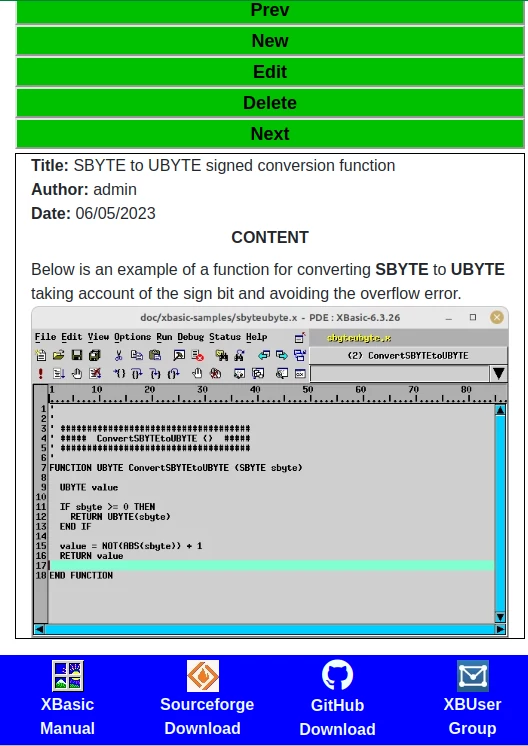 Prev
New
Edit
Delete
Next
Title: SBYTE to UBYTE signed conversion function
Author: admin
Date: 06/05/2023
CONTENT
Below is an example of a function for converting SBYTE to UBYTE
taking account of the sign bit and avoiding the overflow error.
doc/xbasic-samples/sbyteubyte.x - PDE : XBasic-6.3.26
File Edit View Options Run Debug Status Help
sbyteubyte.x
(2) ConvertSBYTEtoUBYTE
1 10 20 30 40 50 60 70 80
1 '
2 '
3 ' ####################################
4 ' ##### ConvertSBYTEtoUBYTE () #####
5 ' ####################################
6 '
7 FUNCTION UBYTE ConvertSBYTEtoUBYTE (SBYTE sbyte)
8
9 UBYTE value
10
11 IF sbyte >= 0 THEN
12 RETURN UBYTE(sbyte)
13 END IF
14
15 value = NOT(ABS(sbyte)) + 1
16 RETURN value
17
18 END FUNCTION
XBasic Manual
Sourceforge Download
GitHub Download
XBUser Group